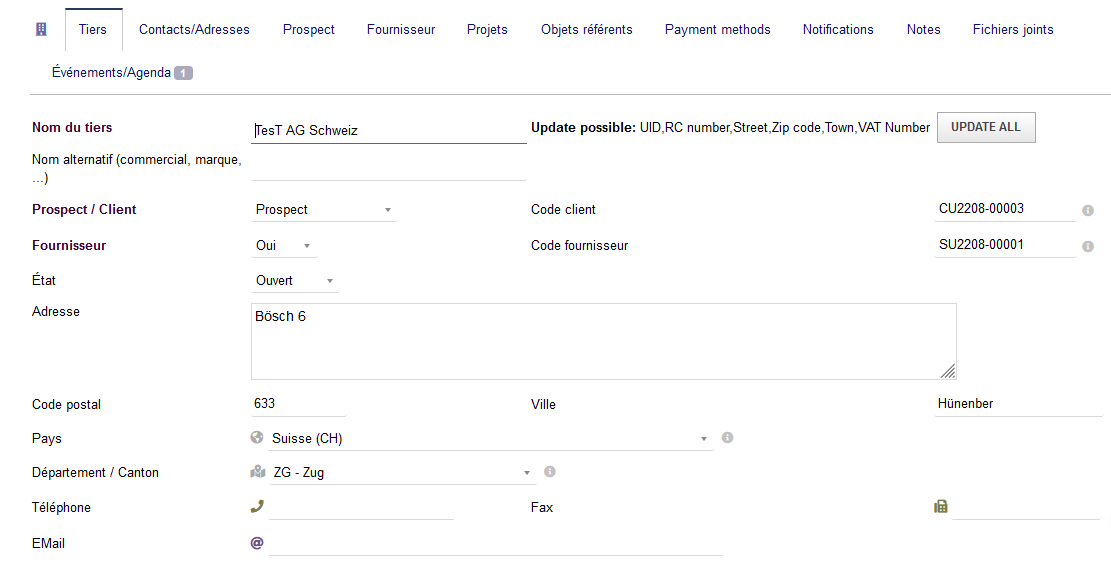 Tiers Contacts/Adresses Prospect Fournisseur Projets Objets référents Payment methods Notifications Notes Fichiers joints
Événements/Agenda 1
Nom du tiers TesT AG Schweiz Update possible: UID,RC number,Street,Zip code,Town,VAT Number UPDATE ALL
Nom alternatif (commercial, marque,
...)
Prospect / Client Prospect Code client CU2208-00003
Fournisseur Oui Code fournisseur SU2208-00001
État Ouvert
Adresse Bösch 6
Code postal 633 Ville Hünenber
Pays Suisse (CH)
Département / Canton ZG - Zug
Téléphone Fax
EMail @